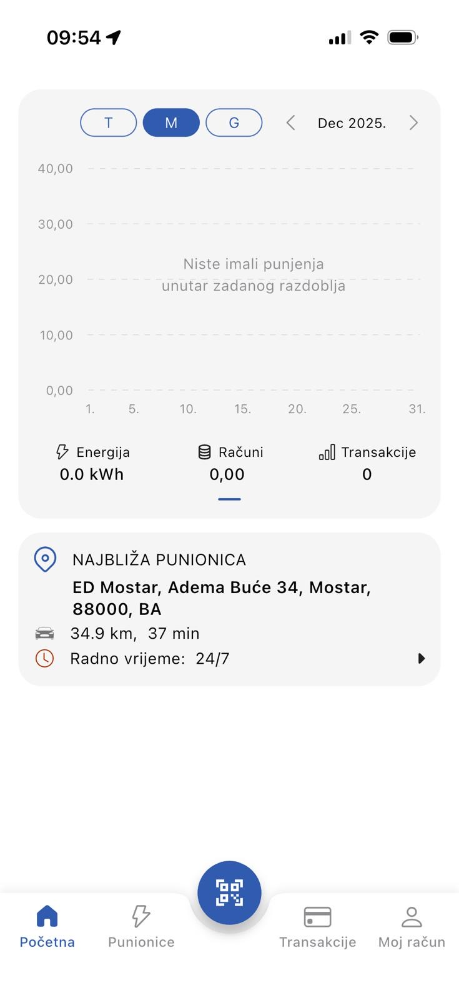 09:54
T M G Dec 2025.
40,00
30,00
Niste imali punjenja
20,00
unutar zadanog razdoblja
10,00
0,00
1. 5. 10. 15. 20. 25. 31.
Energija Računi Transakcije
0.0 kWh 0,00 0
NAJBLIŽA PUNIONICA
ED Mostar, Adema Buće 34, Mostar,
88000, BA
34.9 km, 37 min
Radno vrijeme: 24/7
Početna Punionice Transakcije Moj račun